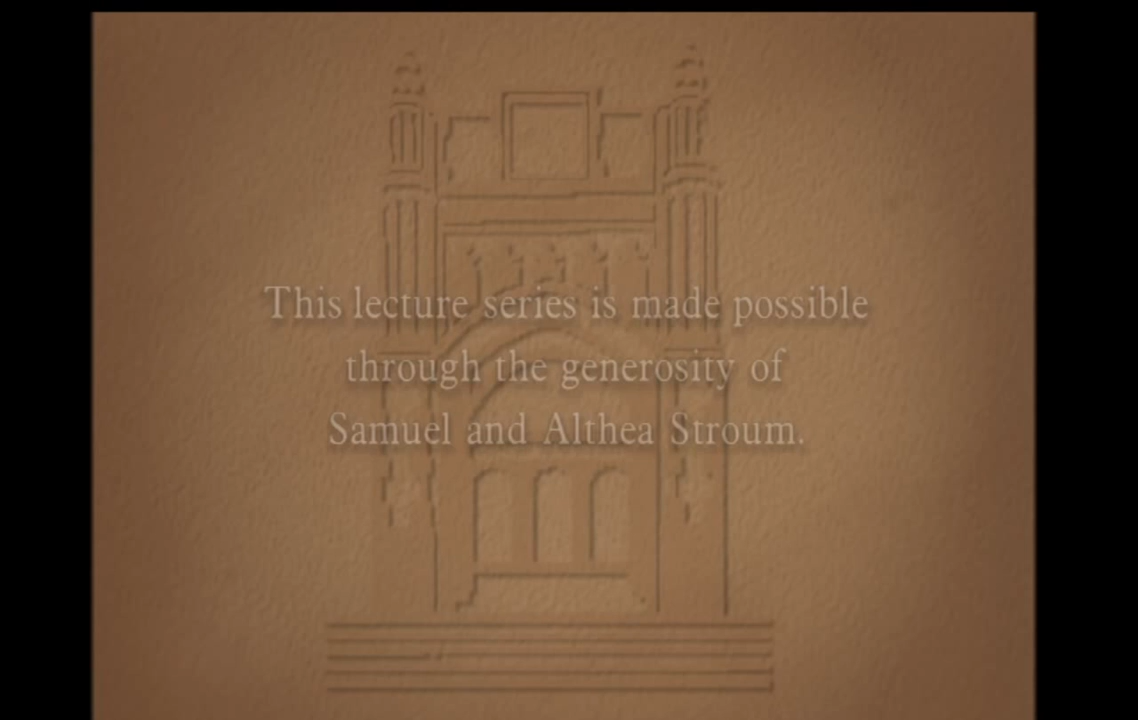 This lecture series is made possible
through the generosity of
Samuel and Althea Stroum.